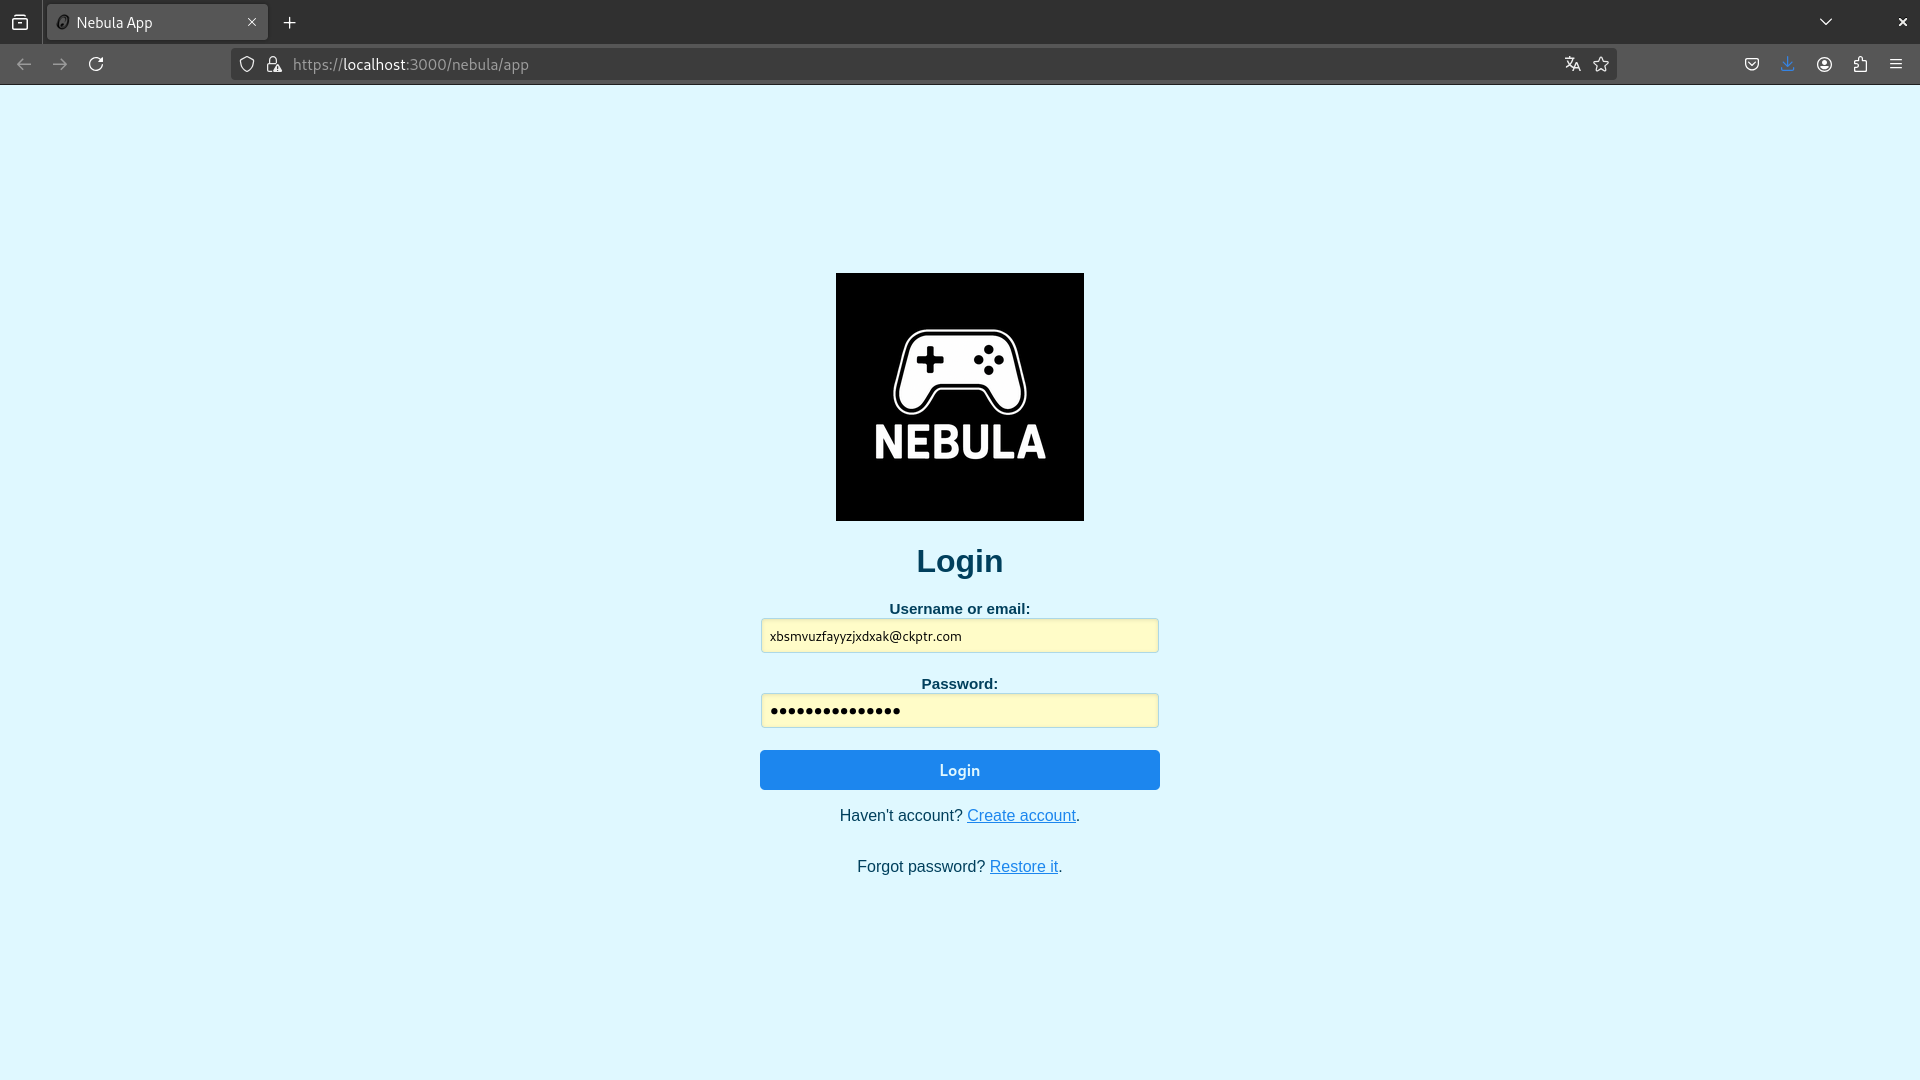 Nebula App
https://localhost:3000/nebula/app
NEBULA
Login
Username or email:
xbsmvuzfayyzjxdxak@ckptr.com
Password:
Login
Haven't account? Create account.
Forgot password? Restore it.